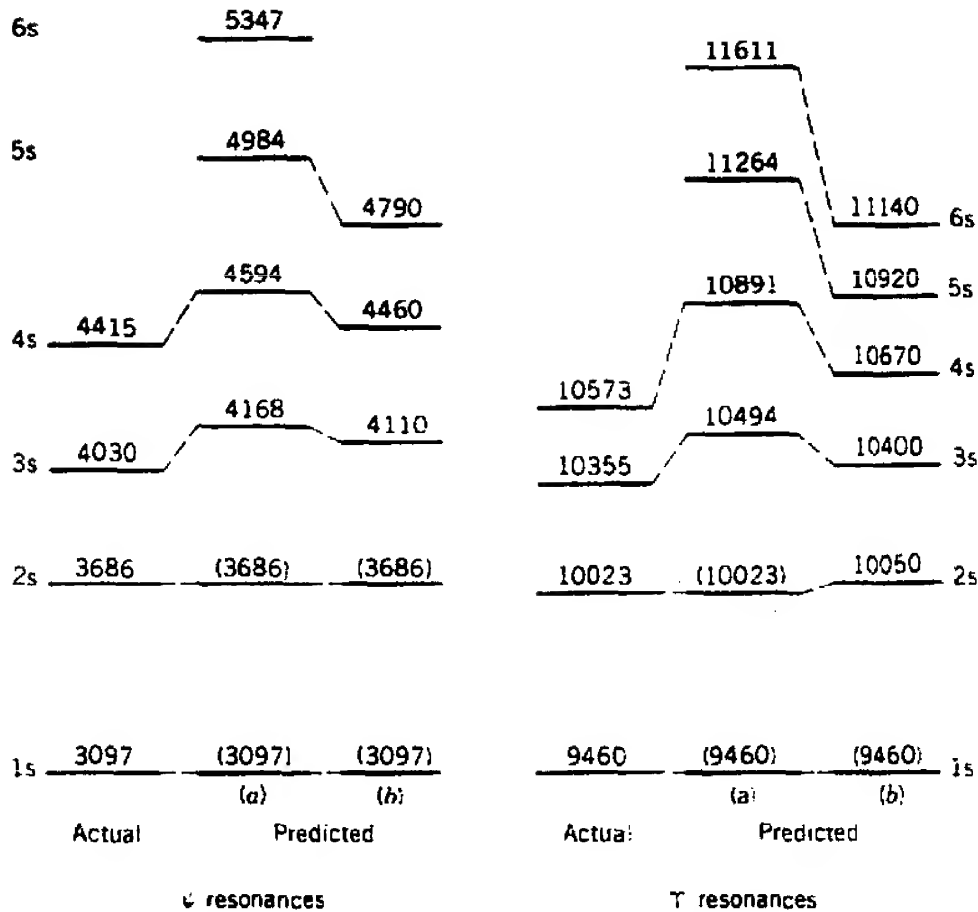 6s 5347
11611
5s 4984
11264
4790
11140 6s
4594
10891
10920 5s
4s 4415
4460
10670 4s
10573
4168
10494
4110
10400 3s
3s 4030
10355
2s 3686 (3686) (3686)
10023 (10023) 10050 2s
1s 3097 (3097) (3097)
9460 (9460) (9460) 1s
(a) (b) (a) (b)
Actual Predicted Actual Predicted
ψ resonances ϒ resonances